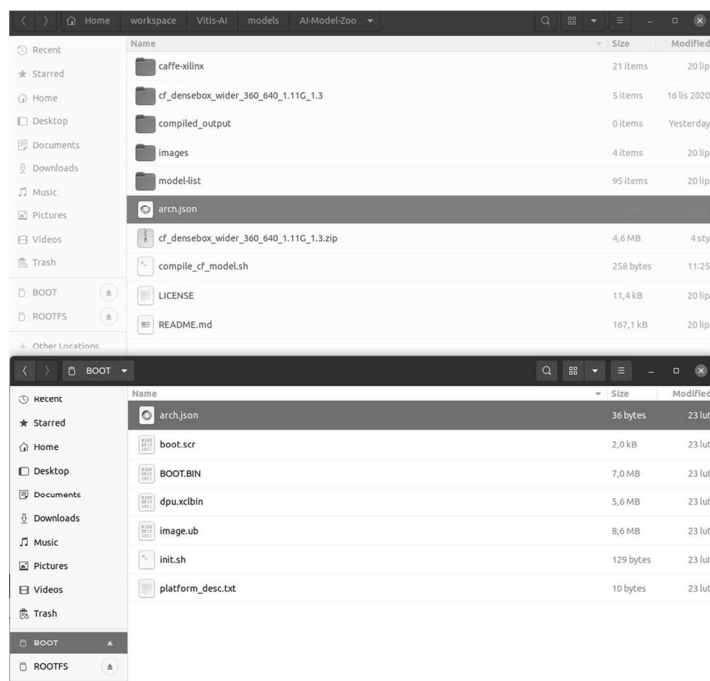 Home workspace Vitis-AI models AI-Model-Zoo
Name Size Modified
Recent
Starred
Home
Desktop
Documents
Downloads
Music
Pictures
Videos
Trash
BOOT
ROOTFS
Other Locations
caffe-xilinx 21 items 20 lip
cf_densebox_wider_360_640_1.11G_1.3 5 items 16 lis 2020
compiled_output 0 items Yesterday
images 4 items 20 lip
model-list 95 items 20 lip
arch.json
cf_densebox_wider_360_640_1.11G_1.3.zip 4,6 MB 4 sty
compile_cf_model.sh 258 bytes 11:25
LICENSE 11,4 kB 20 lip
README.md 167,1 kB 20 lip
BOOT
Name Size Modified
Recent
Starred
Home
Desktop
Documents
Downloads
Music
Pictures
Videos
Trash
BOOT
ROOTFS
arch.json 36 bytes 23 lut
boot.scr 2,0 kB 23 lut
BOOT.BIN 7,0 MB 23 lut
dpu.xclbin 5,6 MB 23 lut
image.ub 8,6 MB 23 lut
init.sh 129 bytes 23 lut
platform_desc.txt 10 bytes 23 lut